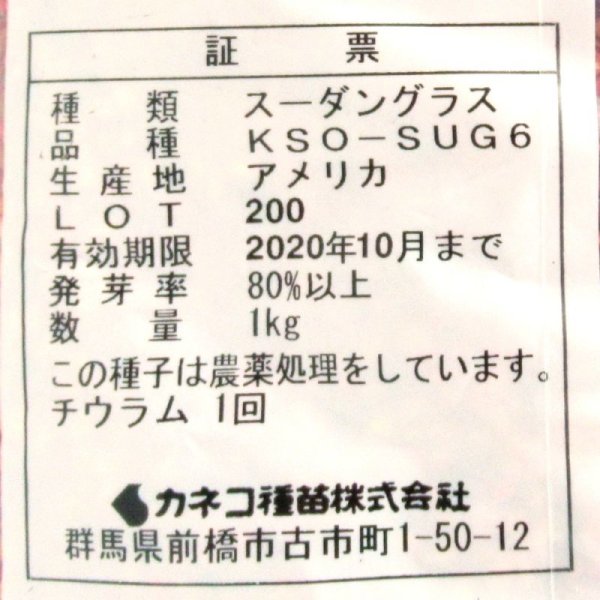 証 票
種 類 スーダングラス
品 種 KSO-SUG6
生 産 地 アメリカ
L O T 200
有効期限 2020年10月まで
発 芽 率 80%以上
数 量 1kg
この種子は農薬処理をしています。
チウラム 1回
カネコ種苗株式会社
群馬県前橋市古市町1-50-12